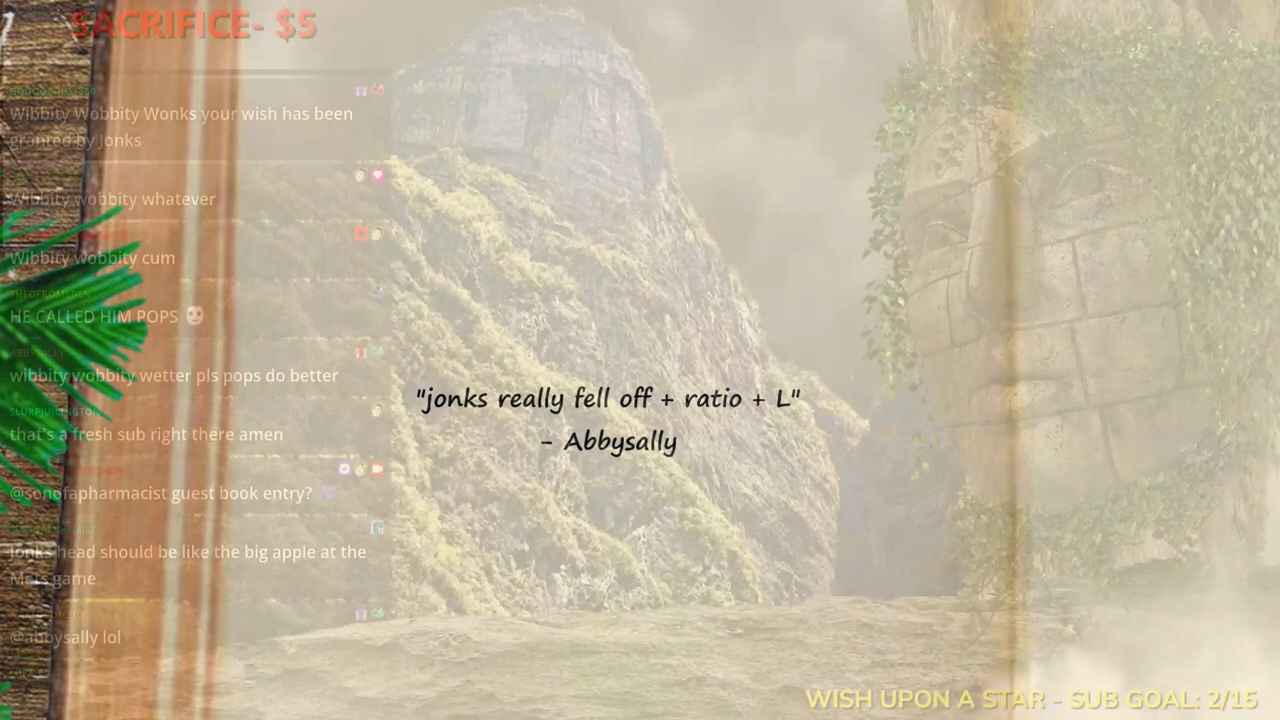 SACRIFICE- $5
Wibbity Wobbity Wonks your wish has been
granted by Jonks
Wibbity wobbity whatever
Wibbity wobbity cum
THEOFROMEDEN
HE CALLED HIM POPS
ABBYSALLY
wibbity wobbity wetter pls pops do better
SLURPJUICINGTON
that's a fresh sub right there amen
@sonofapharmacist guest book entry?
Jonks head should be like the big apple at the
Mets game
@abbysally lol
"jonks really fell off + ratio + L"
- Abbysally
WISH UPON A STAR - SUB GOAL: 2/15